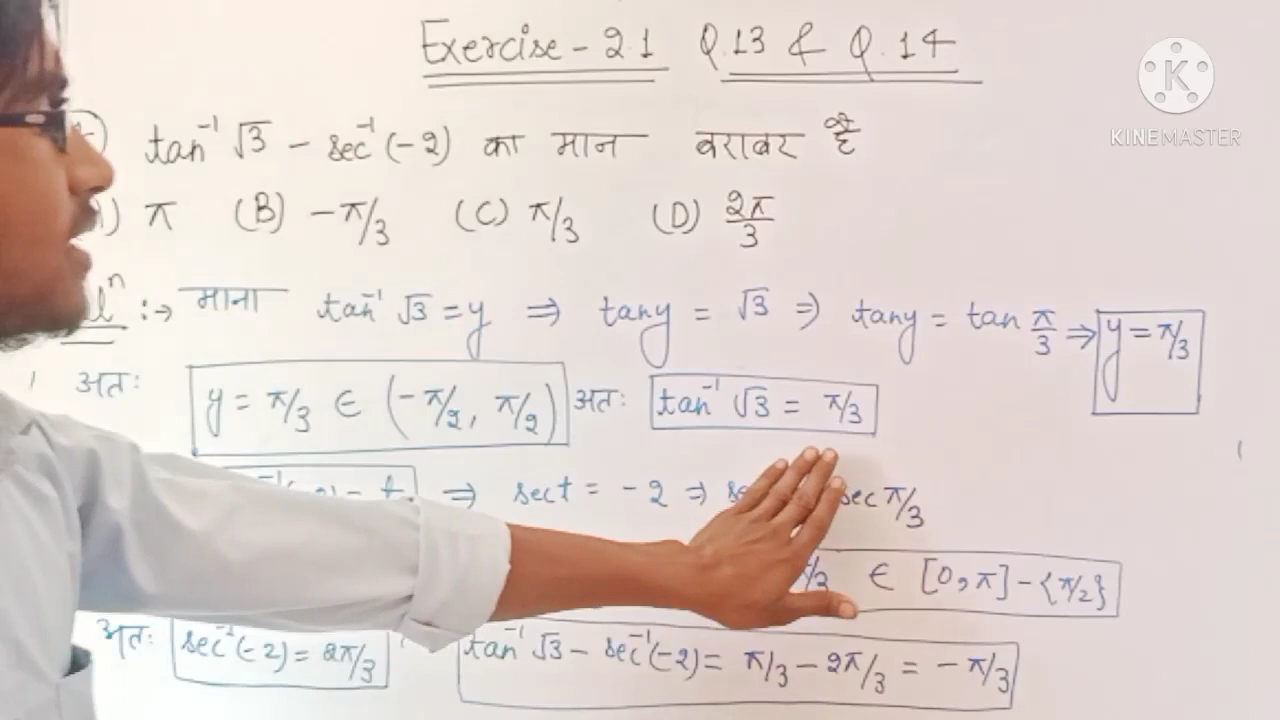 Exercise - 2.1 Q.13 & Q.14
K
KINEMASTER
tan⁻¹ √3 - sec⁻¹(-2) का मान बराबर है
) π (B) -π/3 (C) π/3 (D) 2π/3
lⁿ :→ माना tan⁻¹ √3 = y ⇒ tany = √3 ⇒ tany = tan π/3 ⇒ y = π/3
अतः y = π/3 ∈ (-π/2, π/2) अतः tan⁻¹ √3 = π/3
⇒ sect = -2 ⇒ sec π/3
∈ [0, π] - {π/2}
अतः sec⁻¹(-2) = 2π/3 tan⁻¹ √3 - sec⁻¹(-2) = π/3 - 2π/3 = -π/3